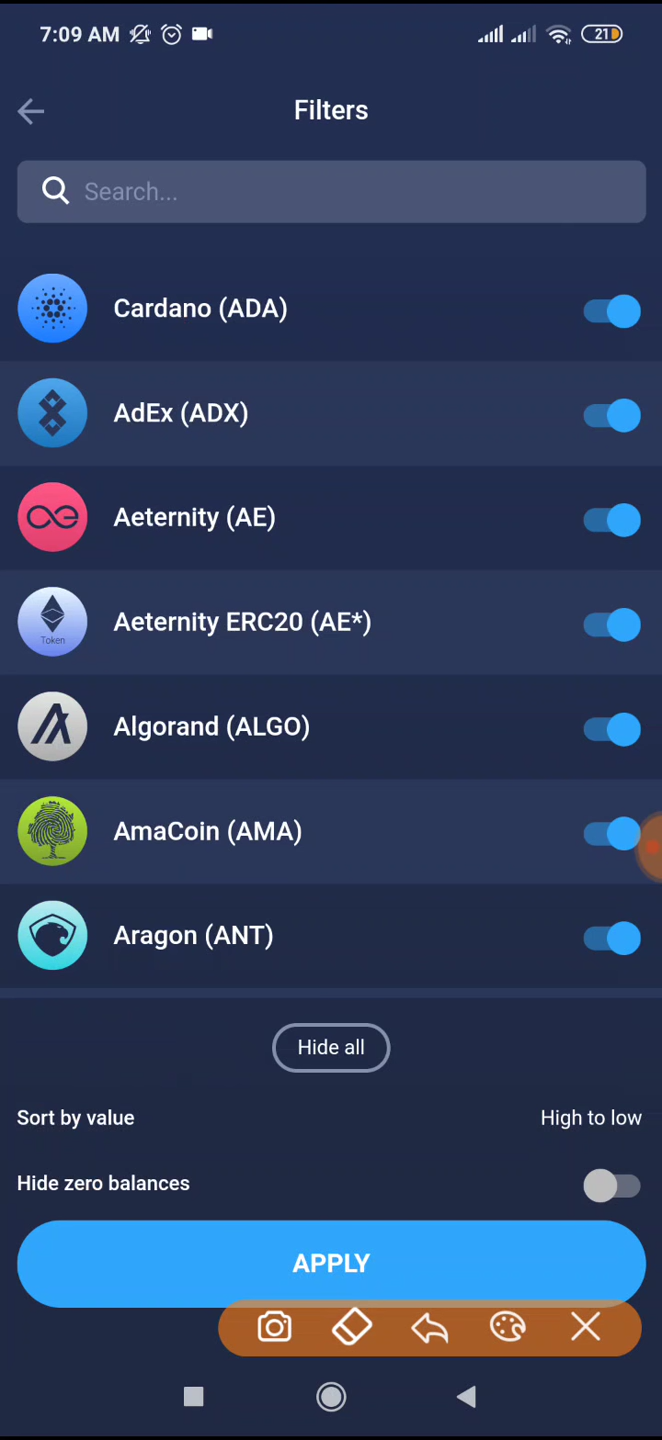 7:09 AM
21
Filters
Search...
Cardano (ADA)
AdEx (ADX)
Aeternity (AE)
Token
Aeternity ERC20 (AE*)
Algorand (ALGO)
AmaCoin (AMA)
Aragon (ANT)
Hide all
Sort by value
High to low
Hide zero balances
APPLY